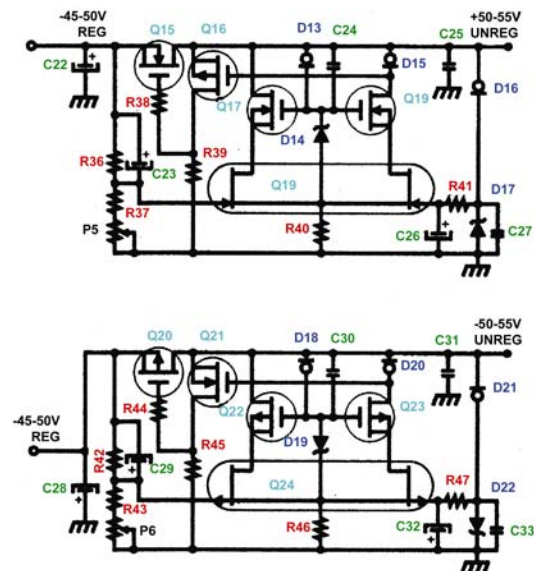 -45-50V
REG
+50-55V
UNREG
Q15
Q16
D13
C24
C25
C22
D15
D16
R38
Q17
Q19
D14
R36
C23
R39
Q19
R41
D17
R37
P5
R40
C26
C27
-50-55V
UNREG
Q20
Q21
D18
C30
C31
D20
D21
R44
Q22
Q23
-45-50V
REG
D19
R42
C29
R45
Q24
R47
D22
C28
R43
P6
R46
C32
C33